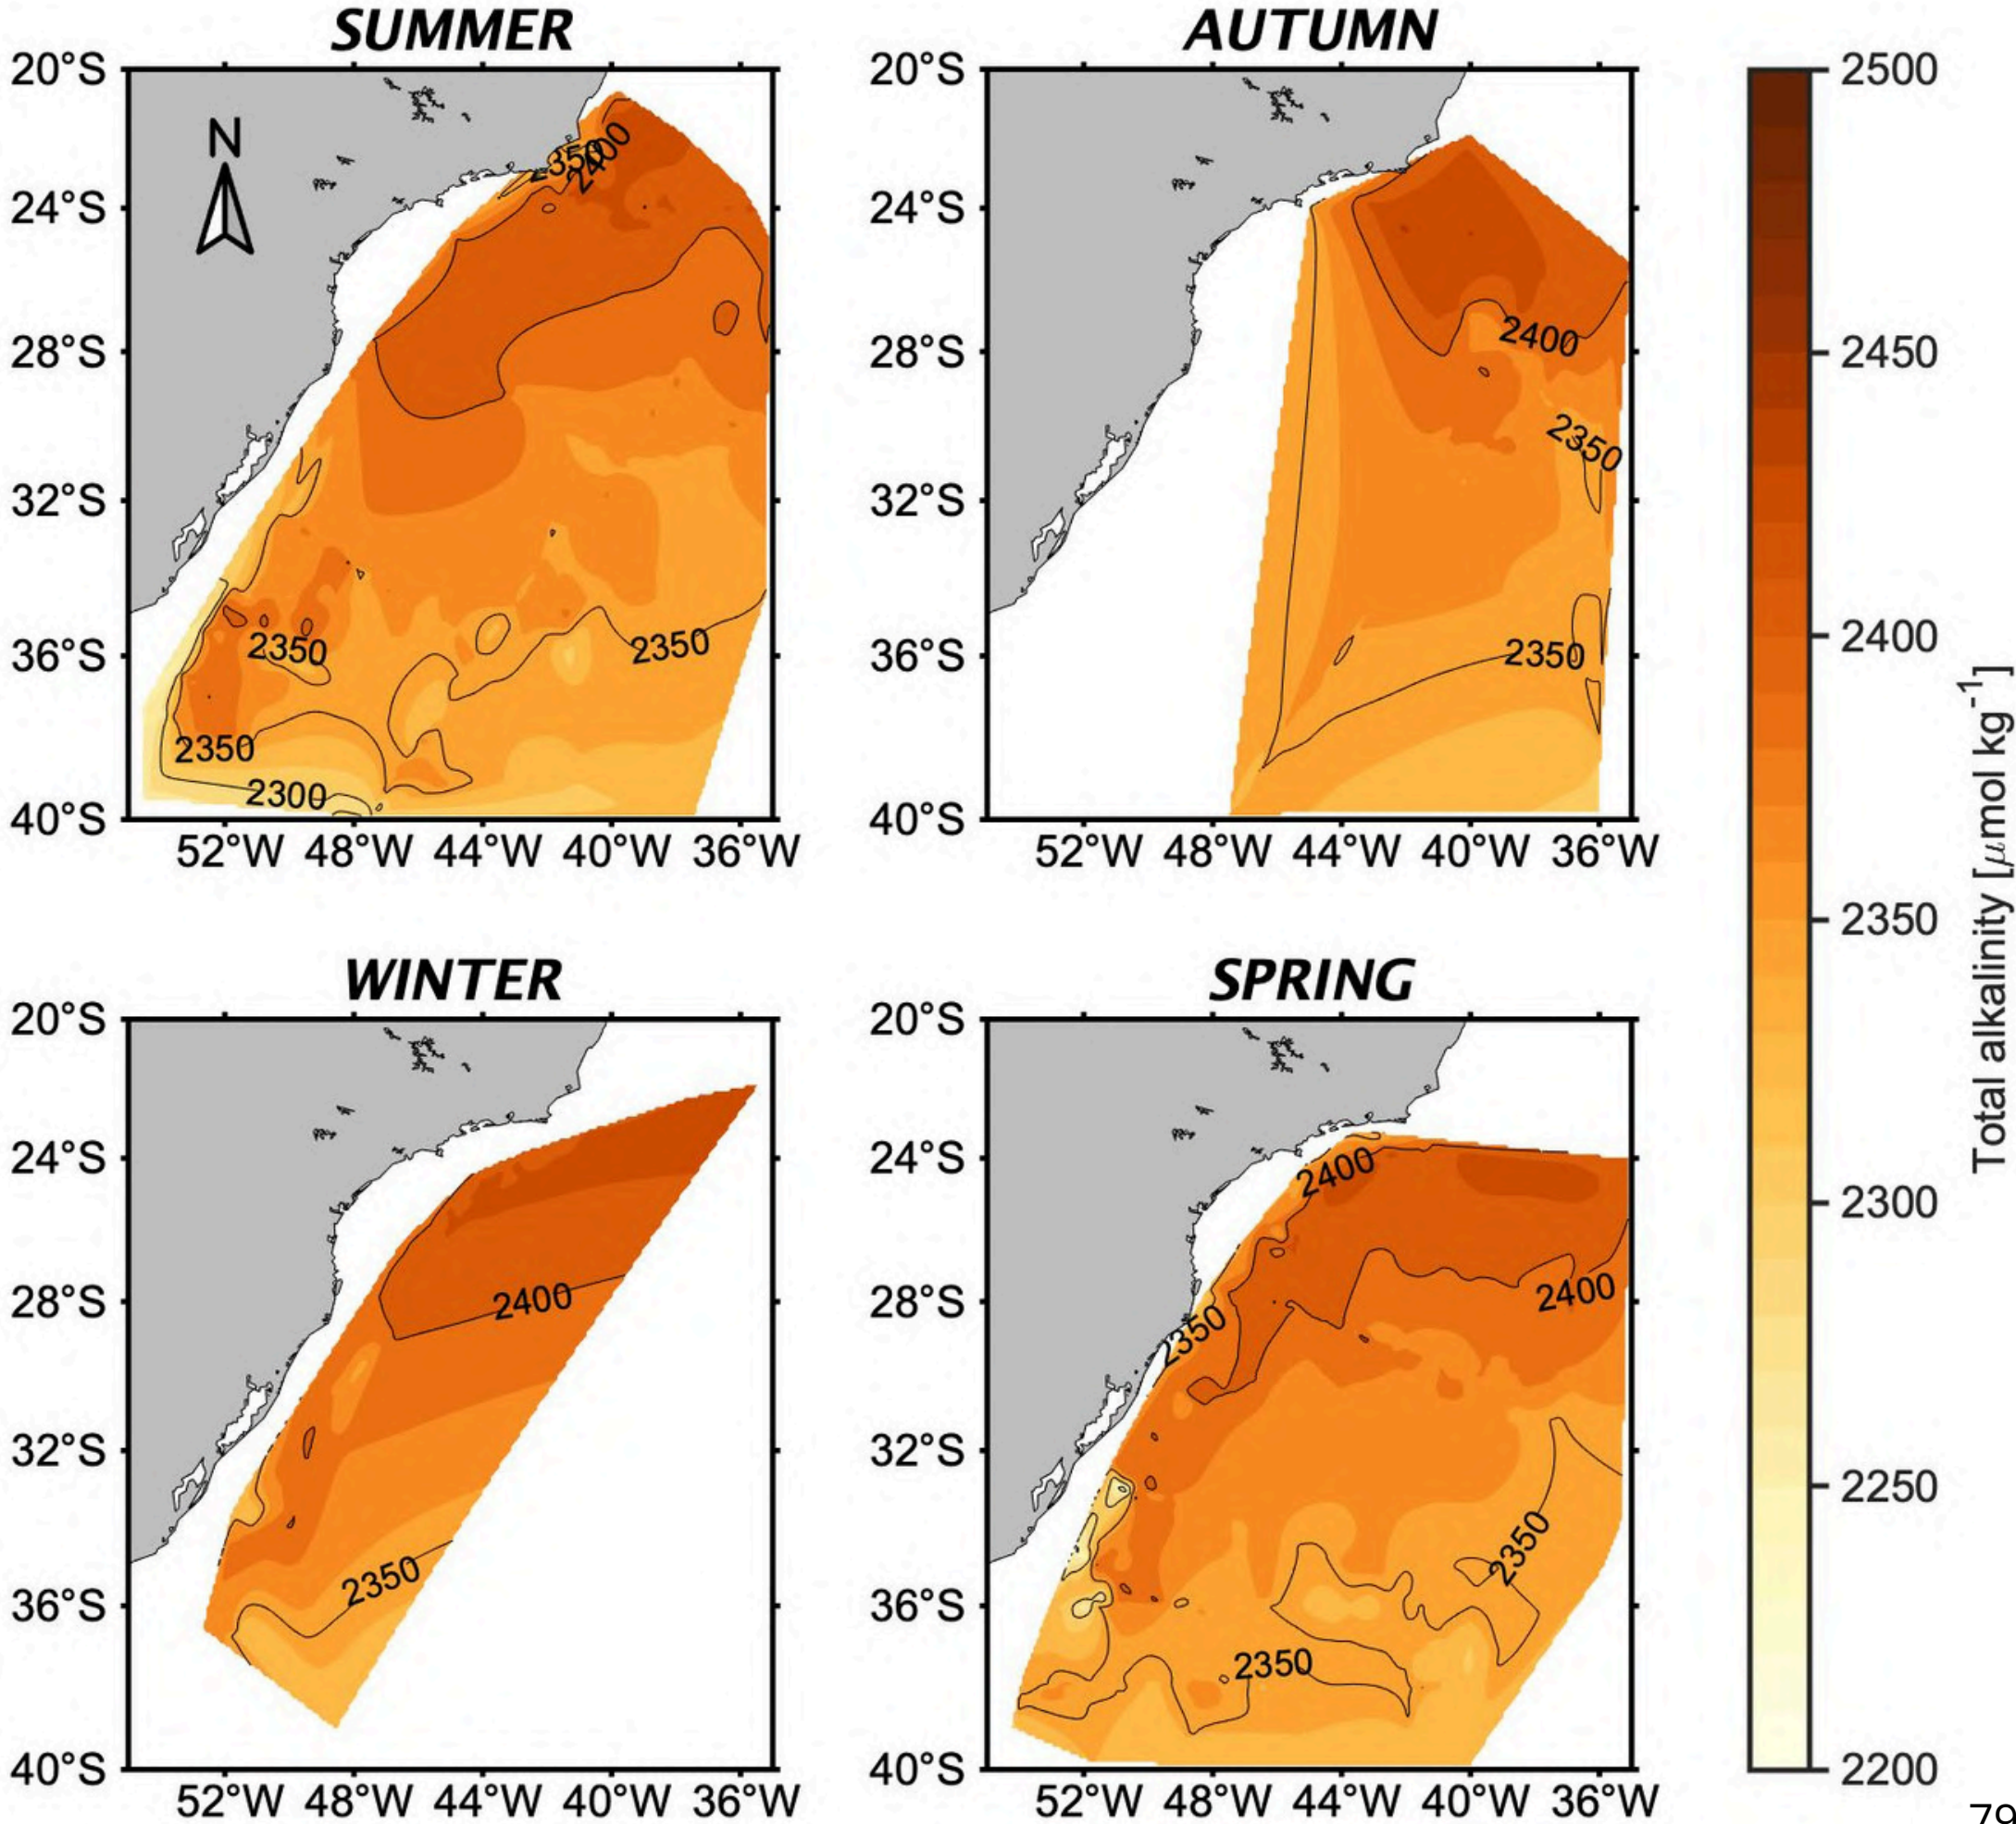 SUMMER
AUTUMN
20°S
24°S
28°S
32°S
36°S
40°S
N
2350
2400
2350
2350
2350
2300
52°W 48°W 44°W 40°W 36°W
20°S
24°S
28°S
32°S
36°S
40°S
2400
2350
2350
52°W 48°W 44°W 40°W 36°W
WINTER
SPRING
20°S
24°S
28°S
32°S
36°S
40°S
2400
2350
52°W 48°W 44°W 40°W 36°W
20°S
24°S
28°S
32°S
36°S
40°S
2400
2400
2350
2350
2350
52°W 48°W 44°W 40°W 36°W
2500
2450
2400
2350
2300
2250
2200
Total alkalinity [μmol kg⁻¹]
79